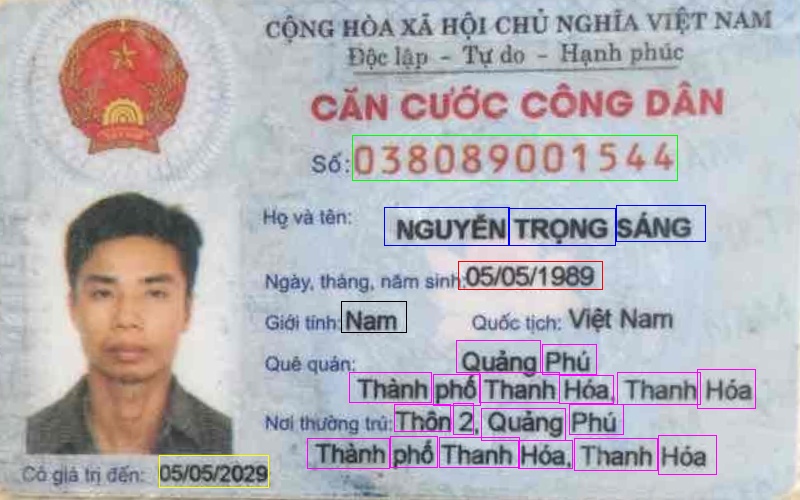 CỘNG HÒA XÃ HỘI CHỦ NGHĨA VIỆT NAM
Độc lập - Tự do - Hạnh phúc
CĂN CƯỚC CÔNG DÂN
Số: 038089001544
Họ và tên: NGUYỄN TRỌNG SÁNG
Ngày, tháng, năm sinh: 05/05/1989
Giới tính: Nam Quốc tịch: Việt Nam
Quê quán: Quảng Phú
Thành phố Thanh Hóa, Thanh Hóa
Nơi thường trú: Thôn 2, Quảng Phú
Thành phố Thanh Hóa, Thanh Hóa
Có giá trị đến: 05/05/2029